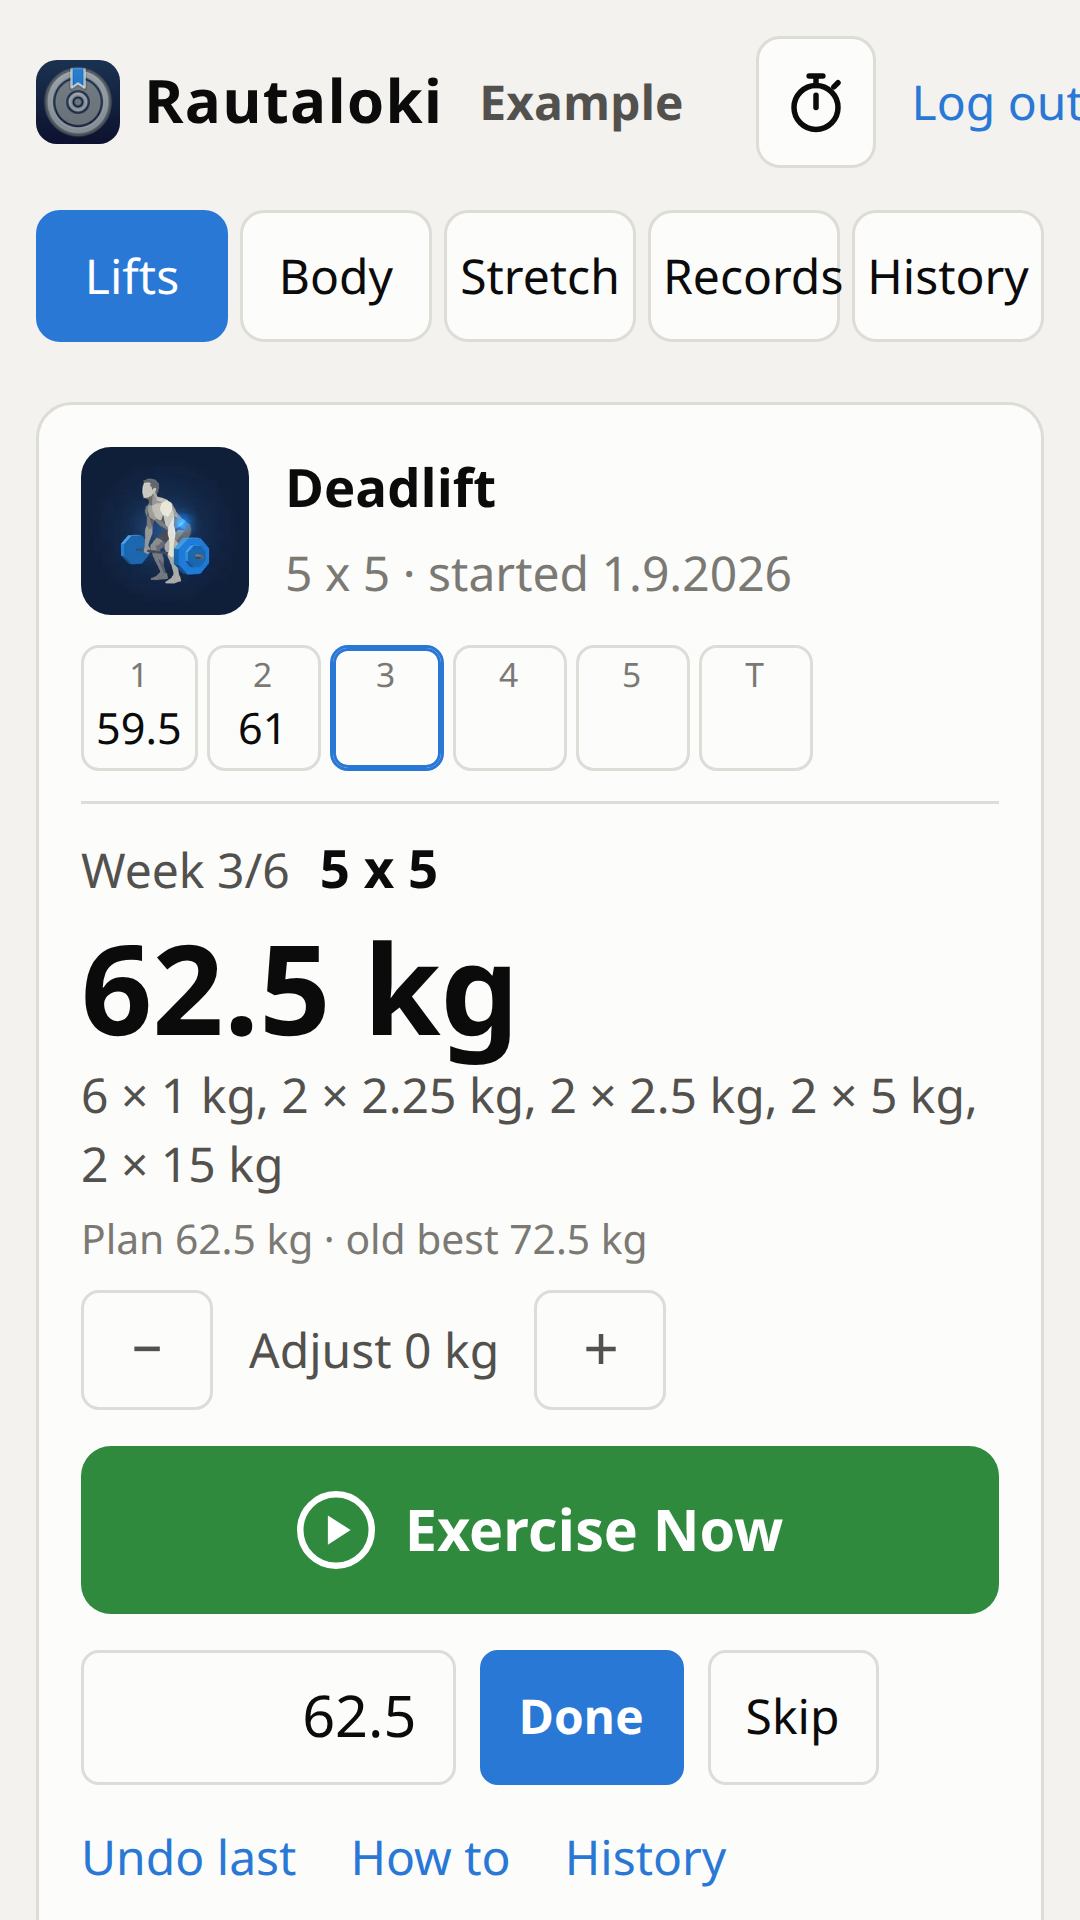 Rautaloki Example Log out
Lifts Body Stretch Records History
Deadlift
5 x 5 · started 1.9.2026
1 2 3 4 5 T
59.5 61
Week 3/6 5 x 5
62.5 kg
6 × 1 kg, 2 × 2.25 kg, 2 × 2.5 kg, 2 × 5 kg,
2 × 15 kg
Plan 62.5 kg · old best 72.5 kg
− Adjust 0 kg +
Exercise Now
62.5 Done Skip
Undo last How to History